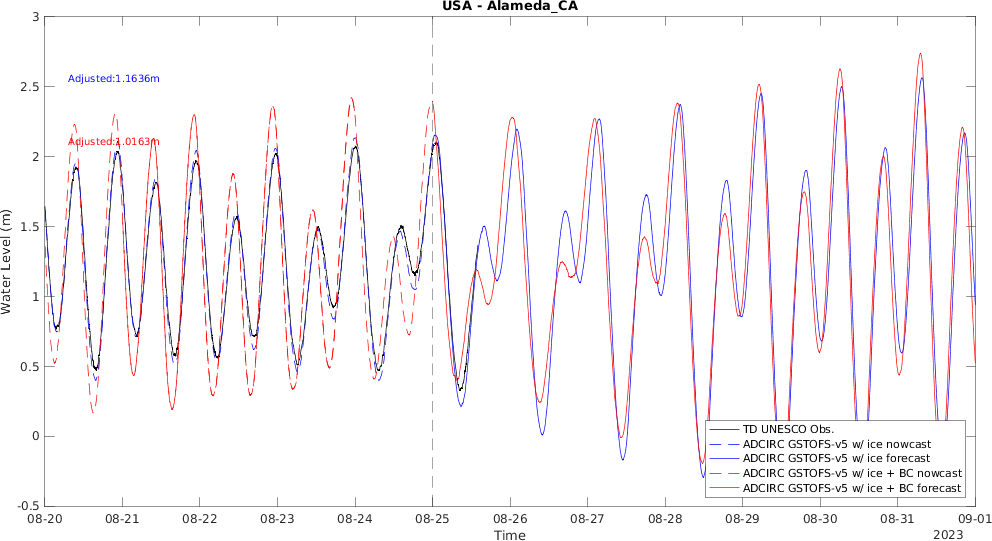 USA - Alameda_CA
3
2.5
2
1.5
1
0.5
0
-0.5
Water Level (m)
Adjusted:1.1636m
Adjusted:1.0163m
TD UNESCO Obs.
ADCIRC GSTOFS-v5 w/ ice nowcast
ADCIRC GSTOFS-v5 w/ ice forecast
ADCIRC GSTOFS-v5 w/ ice + BC nowcast
ADCIRC GSTOFS-v5 w/ ice + BC forecast
08-20 08-21 08-22 08-23 08-24 08-25 08-26 08-27 08-28 08-29 08-30 08-31 09-01
Time
2023